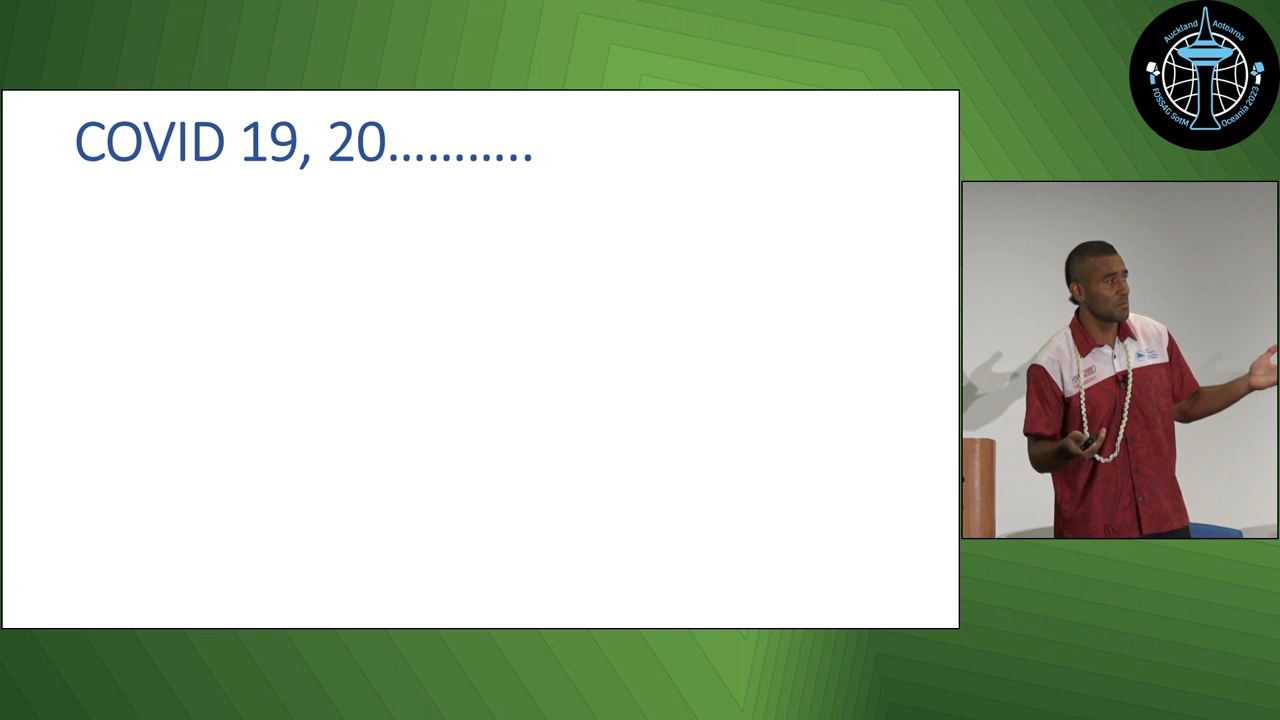 COVID 19, 20...........
Auckland Aotearoa
FOSS4G SotM Oceania 2023